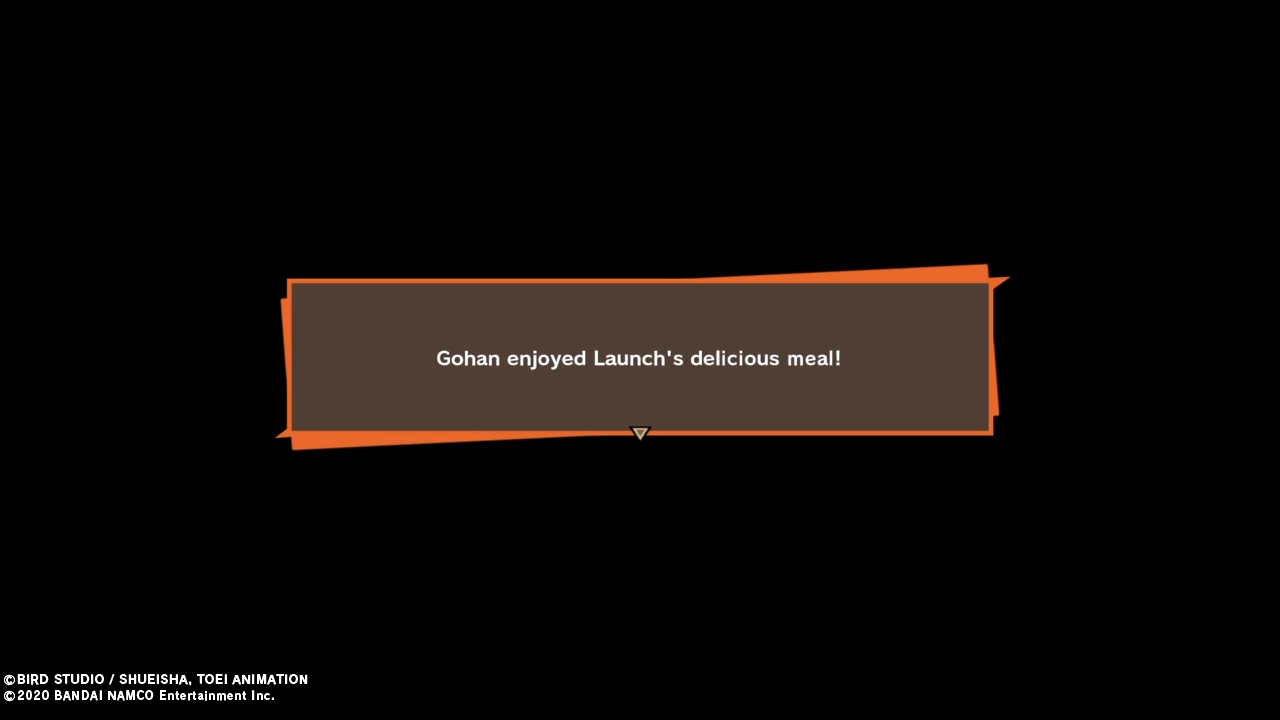 Gohan enjoyed Launch's delicious meal!
©BIRD STUDIO / SHUEISHA, TOEI ANIMATION
©2020 BANDAI NAMCO Entertainment Inc.